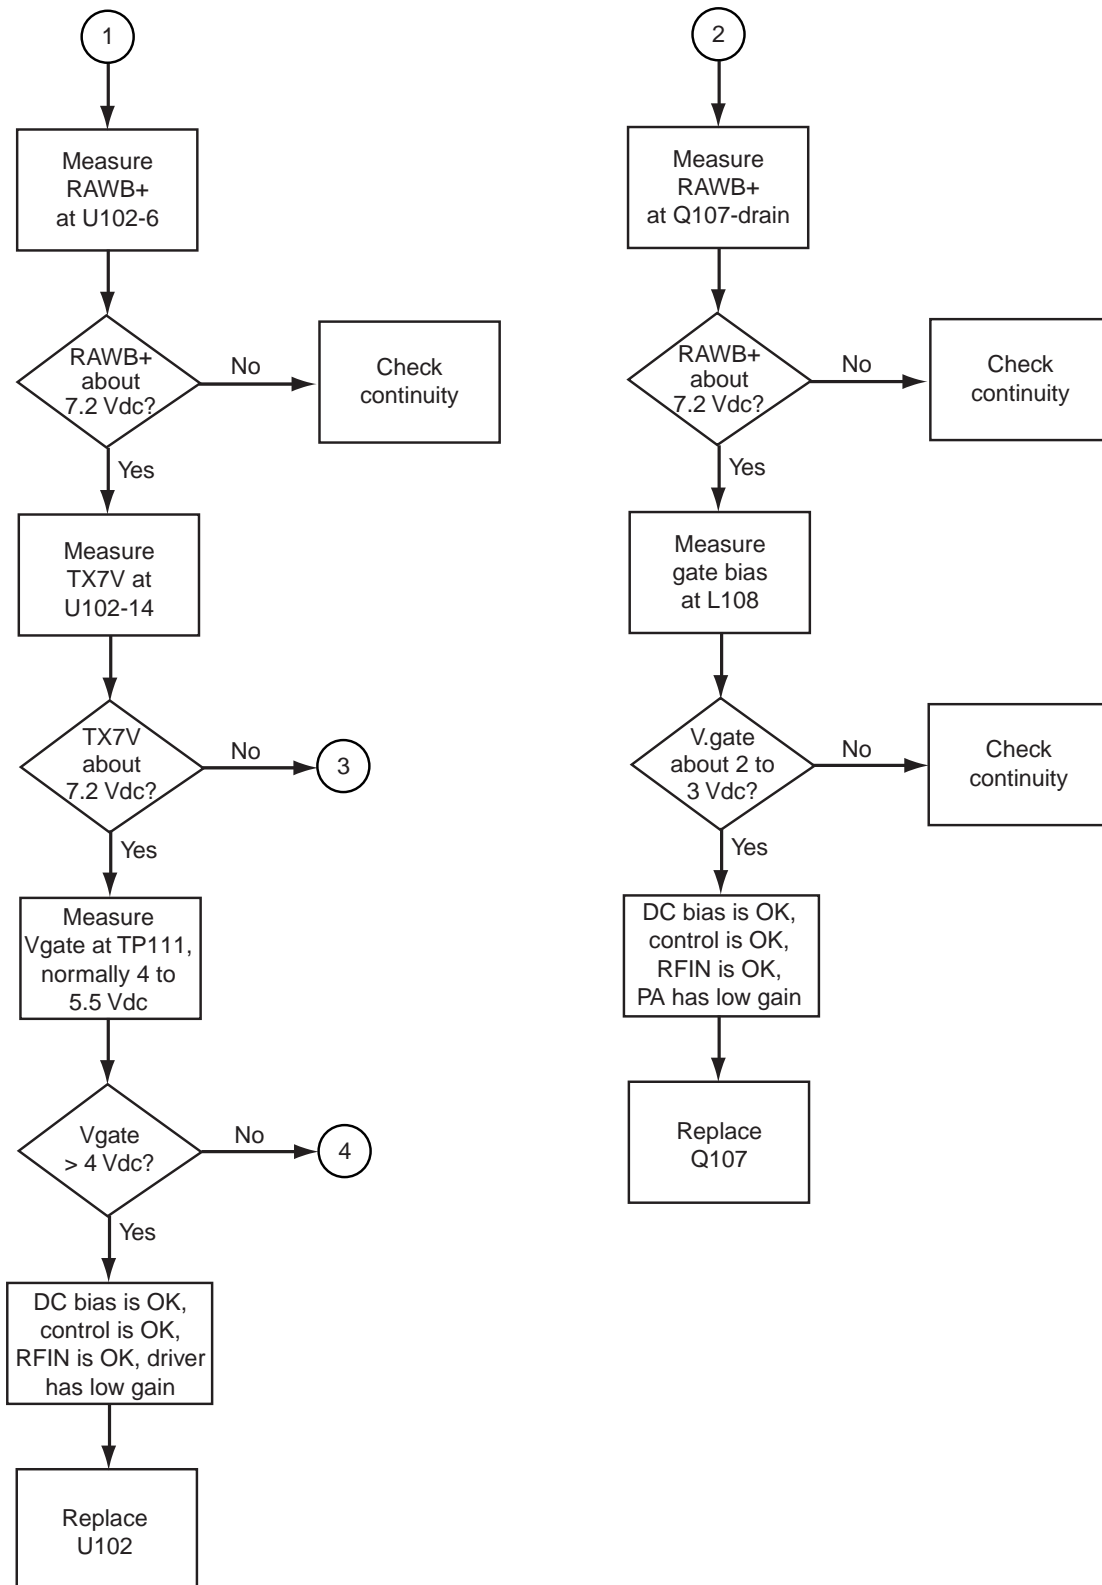 1
Measure
RAWB+
at U102-6
RAWB+
about
7.2 Vdc?
No
Check
continuity
Yes
Measure
TX7V at
U102-14
TX7V
about
7.2 Vdc?
No
3
Yes
Measure
Vgate at TP111,
normally 4 to
5.5 Vdc
Vgate
> 4 Vdc?
No
4
Yes
DC bias is OK,
control is OK,
RFIN is OK, driver
has low gain
Replace
U102
2
Measure
RAWB+
at Q107-drain
RAWB+
about
7.2 Vdc?
No
Check
continuity
Yes
Measure
gate bias
at L108
V.gate
about 2 to
3 Vdc?
No
Check
continuity
Yes
DC bias is OK,
control is OK,
RFIN is OK,
PA has low gain
Replace
Q107